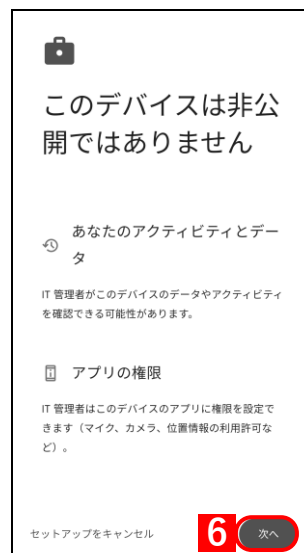 このデバイスは非公
開ではありません
あなたのアクティビティとデー
タ
IT 管理者がこのデバイスのデータやアクティビティ
を確認できる可能性があります。
アプリの権限
IT 管理者はこのデバイスのアプリに権限を設定で
きます（マイク、カメラ、位置情報の利用許可な
ど）。
セットアップをキャンセル 6 次へ